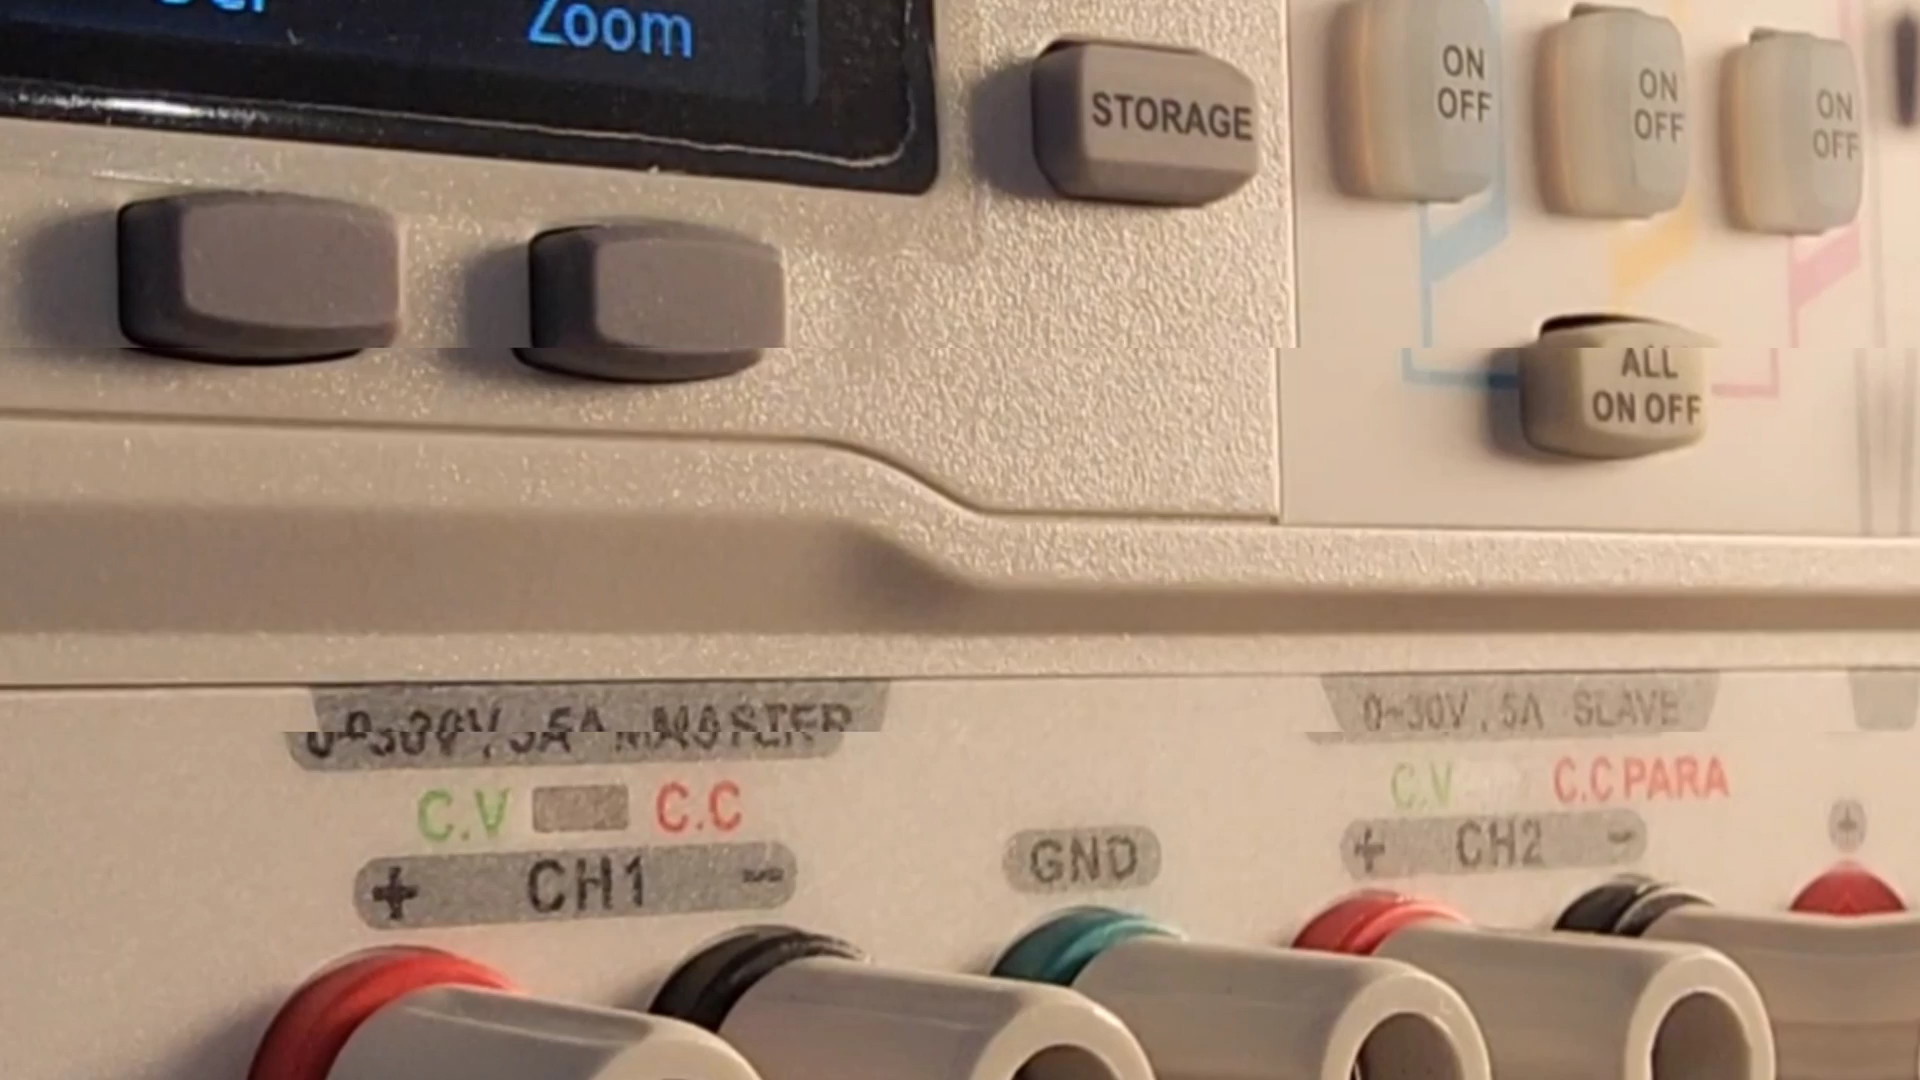 Zoom
STORAGE
ON
OFF
ON
OFF
ON
OFF
ALL
ON OFF
0~30V, 5A MASTER
0~30V, 5A SLAVE
C.V C.C
C.V C.C PARA
+ CH1 -
GND
+ CH2 -